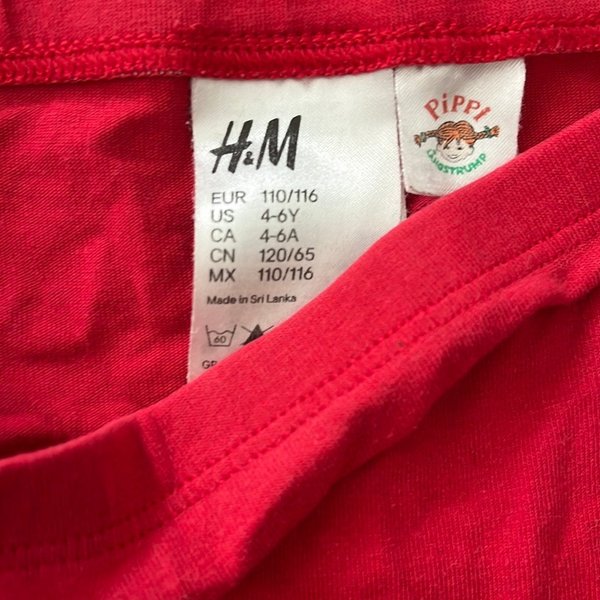 H&M
EUR 110/116
US 4-6Y
CA 4-6A
CN 120/65
MX 110/116
Made in Sri Lanka
60
PiPPi
LÅNGSTRUMP